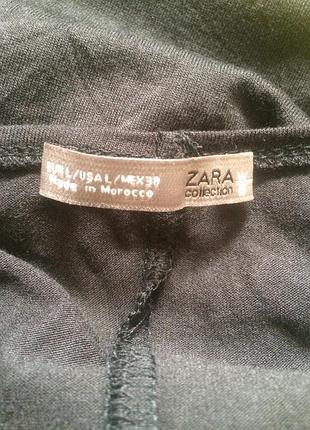 EUR L/USA L/MEX 30
Made in Morocco
ZARA W&B
collection